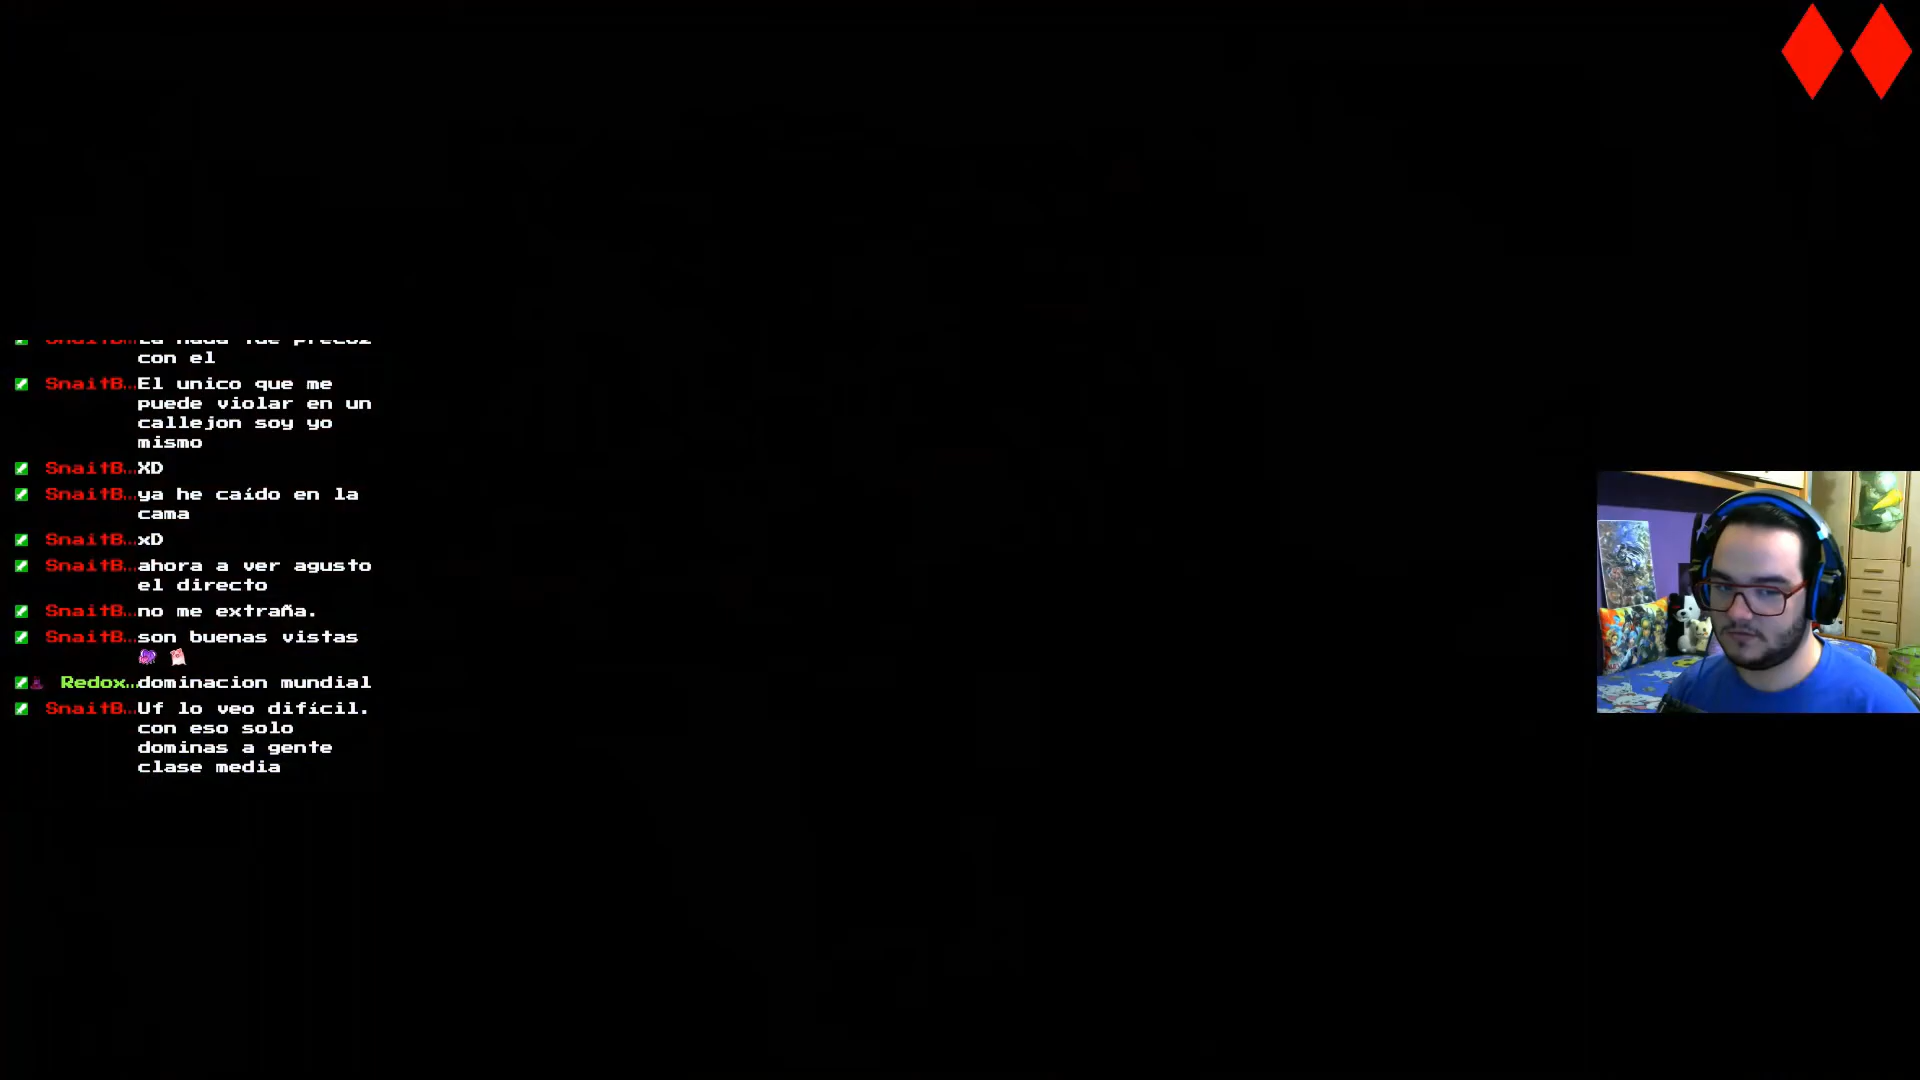 con el
SnaitB…El unico que me
puede violar en un
callejon soy yo
mismo
SnaitB…XD
SnaitB…ya he caído en la
cama
SnaitB…xD
SnaitB…ahora a ver agusto
el directo
SnaitB…no me extraña.
SnaitB…son buenas vistas
Redox…dominacion mundial
SnaitB…Uf lo veo difícil.
con eso solo
dominas a gente
clase media